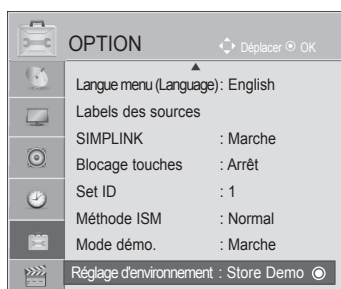 OPTION
Déplacer OK
Langue menu (Language) : English
Labels des sources
SIMPLINK : Marche
Blocage touches : Arrêt
Set ID : 1
Méthode ISM : Normal
Mode démo. : Marche
Réglage d'environnement : Store Demo